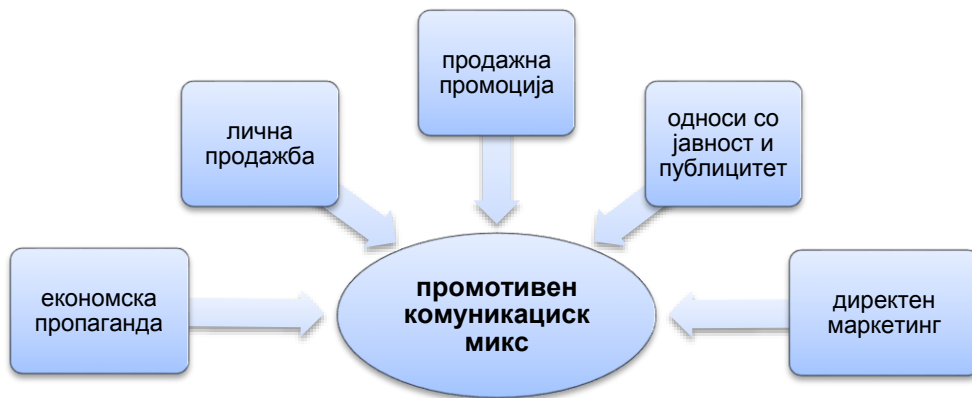 продажна
промоција
лична
продажба
односи со
јавност и
публицитет
економска
пропаганда
промотивен
комуникациск
микс
директен
маркетинг